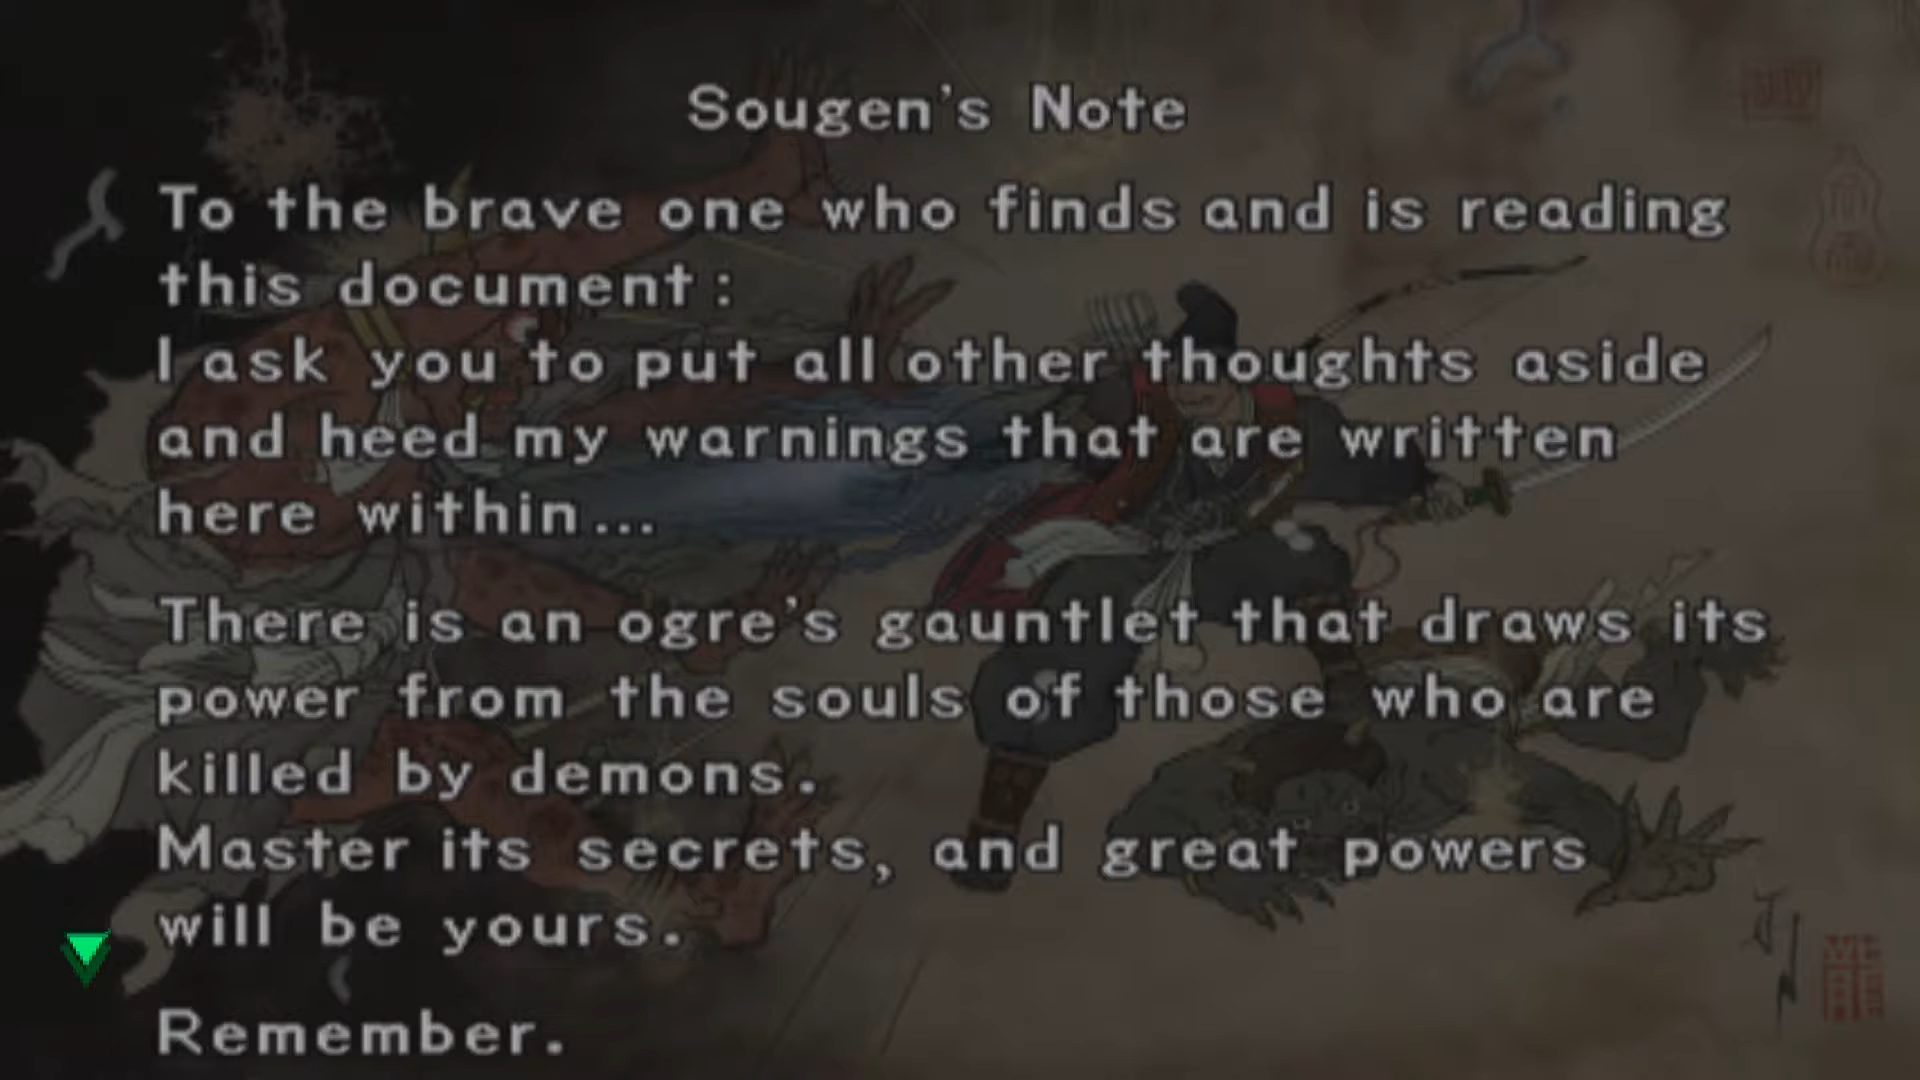 Sougen's Note
To the brave one who finds and is reading
this document:
I ask you to put all other thoughts aside
and heed my warnings that are written
here within...
There is an ogre's gauntlet that draws its
power from the souls of those who are
killed by demons.
Master its secrets, and great powers
will be yours.
Remember.